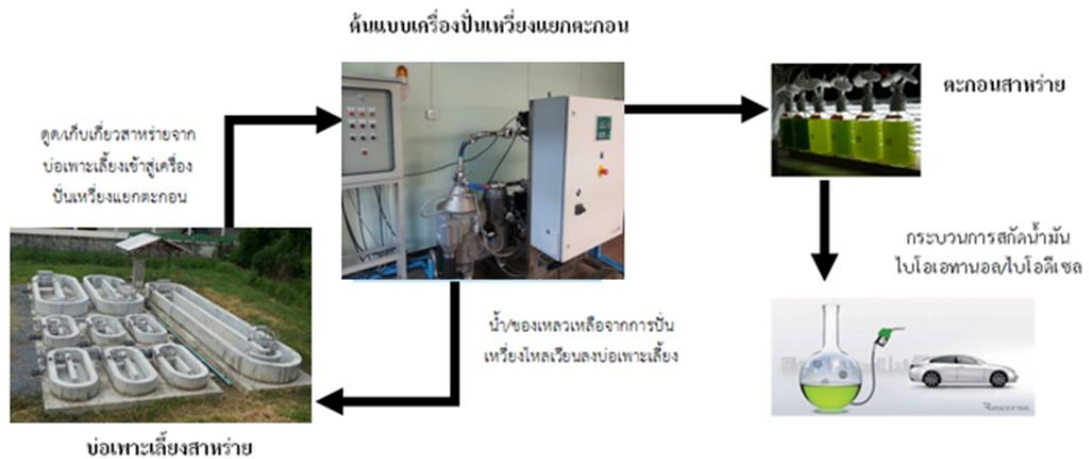 ต้นแบบเครื่องปั่นเหวี่ยงแยกตะกอน
ดูด/เก็บเกี่ยวสาหร่ายจาก
บ่อเพาะเลี้ยงเข้าสู่เครื่อง
ปั่นเหวี่ยงแยกตะกอน
ตะกอนสาหร่าย
กระบวนการสกัดน้ำมัน
ไบโอเอทานอล/ไบโอดีเซล
น้ำ/ของเหลวเหลือจากการปั่น
เหวี่ยงไหลเวียนลงบ่อเพาะเลี้ยง
RESPONSE.
บ่อเพาะเลี้ยงสาหร่าย